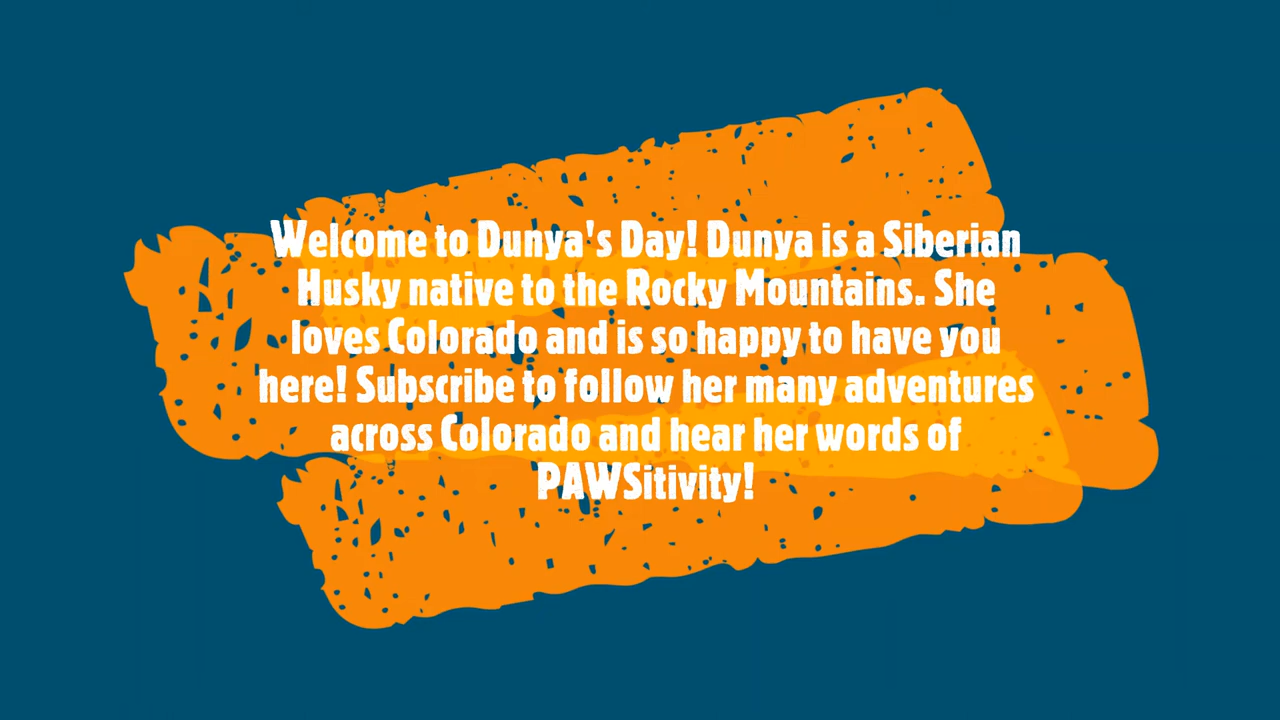 Welcome to Dunya's Day! Dunya is a Siberian
Husky native to the Rocky Mountains. She
loves Colorado and is so happy to have you
here! Subscribe to follow her many adventures
across Colorado and hear her words of
PAWSitivity!